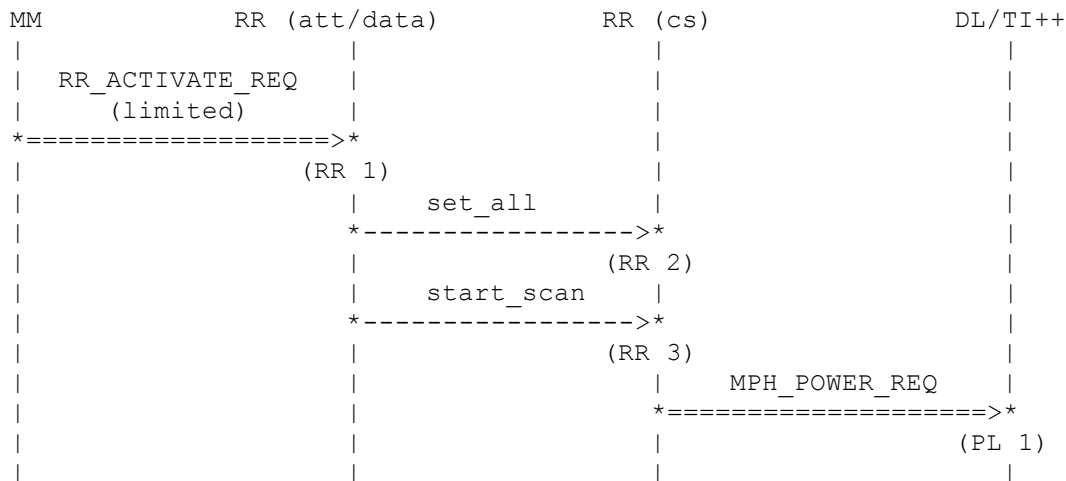 MM            RR (att/data)          RR (cs)               DL/TI++
|                    |                  |                     |
|  RR_ACTIVATE_REQ   |                  |                     |
|     (limited)      |                  |                     |
*===================>*                  |                     |
|                 (RR 1)                |                     |
|                    |    set_all       |                     |
|                    *----------------->*                     |
|                    |               (RR 2)                   |
|                    |    start_scan    |                     |
|                    *----------------->*                     |
|                    |               (RR 3)                   |
|                    |                  |    MPH_POWER_REQ    |
|                    |                  *====================>*
|                    |                  |                  (PL 1)
|                    |                  |                     |